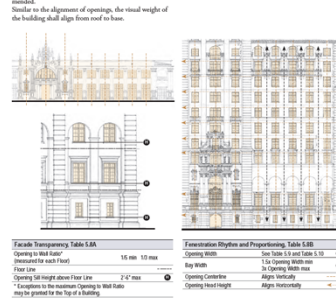 mended.
Similar to the alignment of openings, the visual weight of
the building shall align from roof to base.
Facade Transparency, Table 5.8A
Opening to Wall Ratio*
(measured for each Floor)
1/6 min 1/3 max
Floor Line
Opening Sill Height above Floor Line 2'-6" max
* Exceptions to the maximum Opening to Wall Ratio
may be granted for the Top of a Building
Fenestration Rhythm and Proportioning, Table 5.8B
Opening Width See Table 5.9 and Table 5.10
Bay Width
1.5x Opening Width min
3x Opening Width max
Opening Centerline Aligns Vertically
Opening Head Height Aligns Horizontally